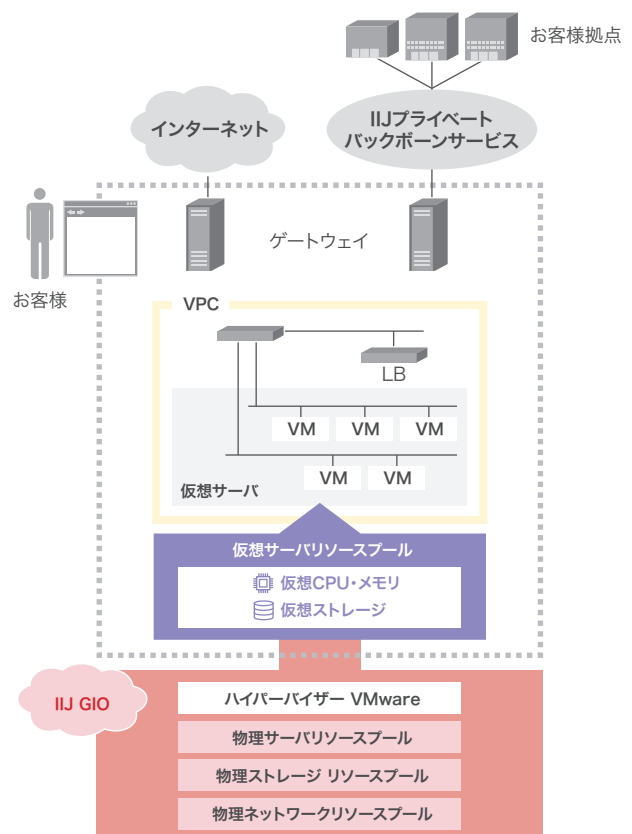 お客様拠点
インターネット
IIJプライベート
バックボーンサービス
ゲートウェイ
お客様
VPC
LB
VM
VM
VM
VM
VM
仮想サーバ
仮想サーバリソースプール
仮想CPU・メモリ
仮想ストレージ
IIJ GIO
ハイパーバイザー VMware
物理サーバリソースプール
物理ストレージ リソースプール
物理ネットワークリソースプール